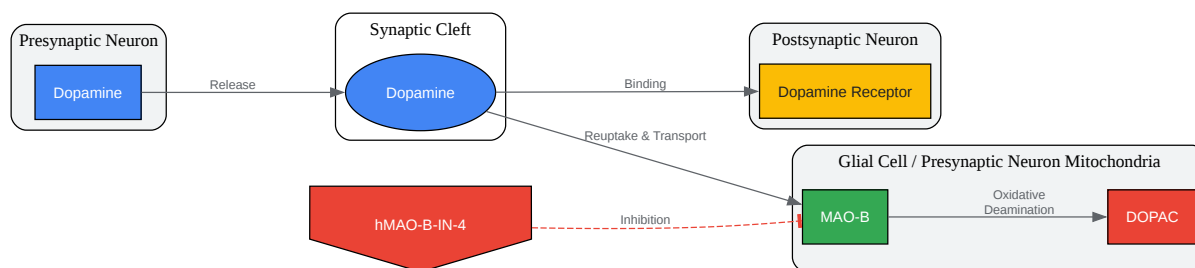 Presynaptic Neuron
Dopamine
Release
Synaptic Cleft
Dopamine
Binding
Postsynaptic Neuron
Dopamine Receptor
Reuptake & Transport
Glial Cell / Presynaptic Neuron Mitochondria
MAO-B
Oxidative
Deamination
DOPAC
hMAO-B-IN-4
Inhibition